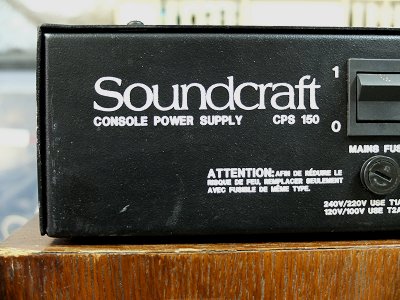 Soundcraft
CONSOLE POWER SUPPLY CPS 150
1
0
MAINS FUS
ATTENTION: AFIN DE RÉDUIRE LE
RISQUE DE FEU, REMPLACER SEULEMENT
AVEC FUSIBLE DE MÊME TYPE.
240V/220V USE T1A
120V/100V USE T2A